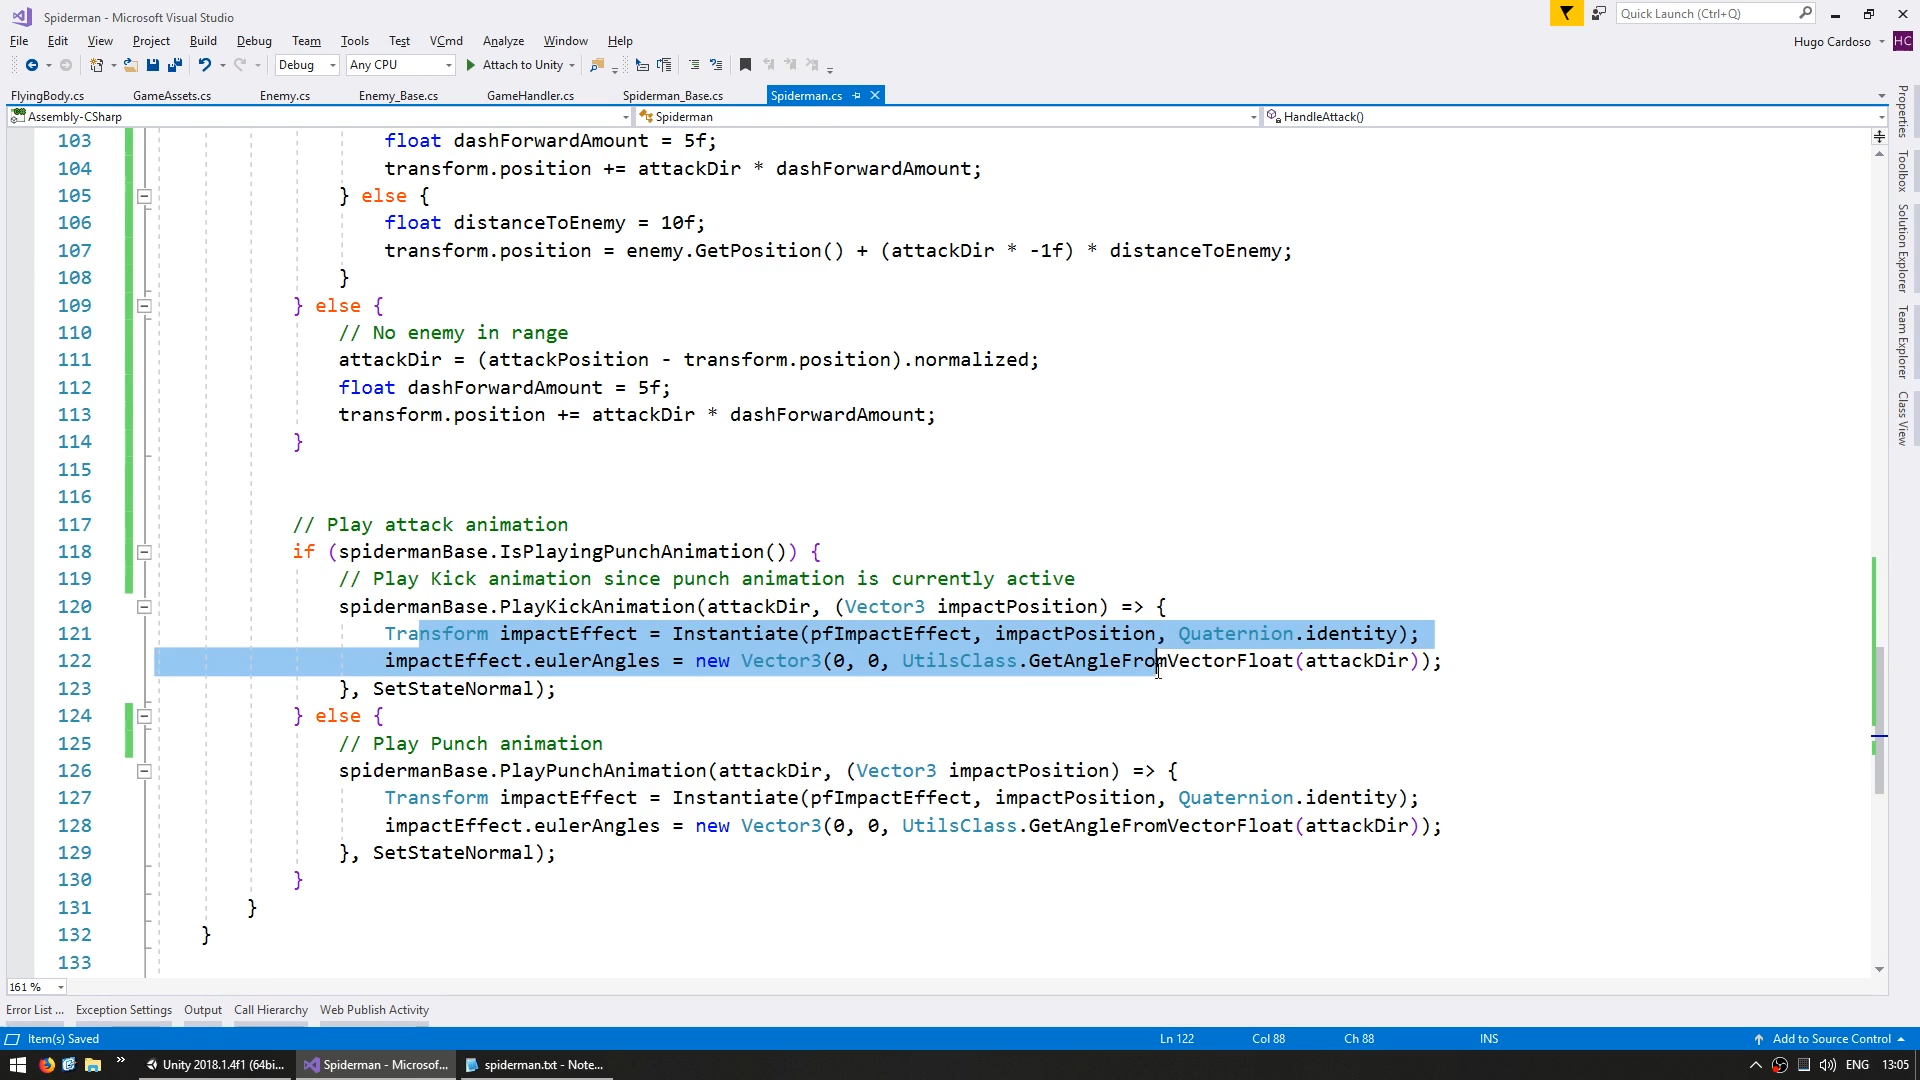 Spiderman - Microsoft Visual Studio
Quick Launch (Ctrl+Q)
File Edit View Project Build Debug Team Tools Test VCmd Analyze Window Help
Hugo Cardoso HC
Debug Any CPU Attach to Unity
FlyingBody.cs GameAssets.cs Enemy.cs Enemy_Base.cs GameHandler.cs Spiderman_Base.cs Spiderman.cs
Assembly-CSharp Spiderman HandleAttack()
103 float dashForwardAmount = 5f;
104 transform.position += attackDir * dashForwardAmount;
105 } else {
106 float distanceToEnemy = 10f;
107 transform.position = enemy.GetPosition() + (attackDir * -1f) * distanceToEnemy;
108 }
109 } else {
110 // No enemy in range
111 attackDir = (attackPosition - transform.position).normalized;
112 float dashForwardAmount = 5f;
113 transform.position += attackDir * dashForwardAmount;
114 }
115
116
117 // Play attack animation
118 if (spidermanBase.IsPlayingPunchAnimation()) {
119 // Play Kick animation since punch animation is currently active
120 spidermanBase.PlayKickAnimation(attackDir, (Vector3 impactPosition) => {
121 Transform impactEffect = Instantiate(pfImpactEffect, impactPosition, Quaternion.identity);
122 impactEffect.eulerAngles = new Vector3(0, 0, UtilsClass.GetAngleFromVectorFloat(attackDir));
123 }, SetStateNormal);
124 } else {
125 // Play Punch animation
126 spidermanBase.PlayPunchAnimation(attackDir, (Vector3 impactPosition) => {
127 Transform impactEffect = Instantiate(pfImpactEffect, impactPosition, Quaternion.identity);
128 impactEffect.eulerAngles = new Vector3(0, 0, UtilsClass.GetAngleFromVectorFloat(attackDir));
129 }, SetStateNormal);
130 }
131 }
132 }
133
Properties
Toolbox
Solution Explorer
Team Explorer
Class View
161 %
Error List ... Exception Settings Output Call Hierarchy Web Publish Activity
Item(s) Saved Ln 122 Col 88 Ch 88 INS Add to Source Control
Unity 2018.1.4f1 (64bi... Spiderman - Microsof... spiderman.txt - Note... ENG 13:05